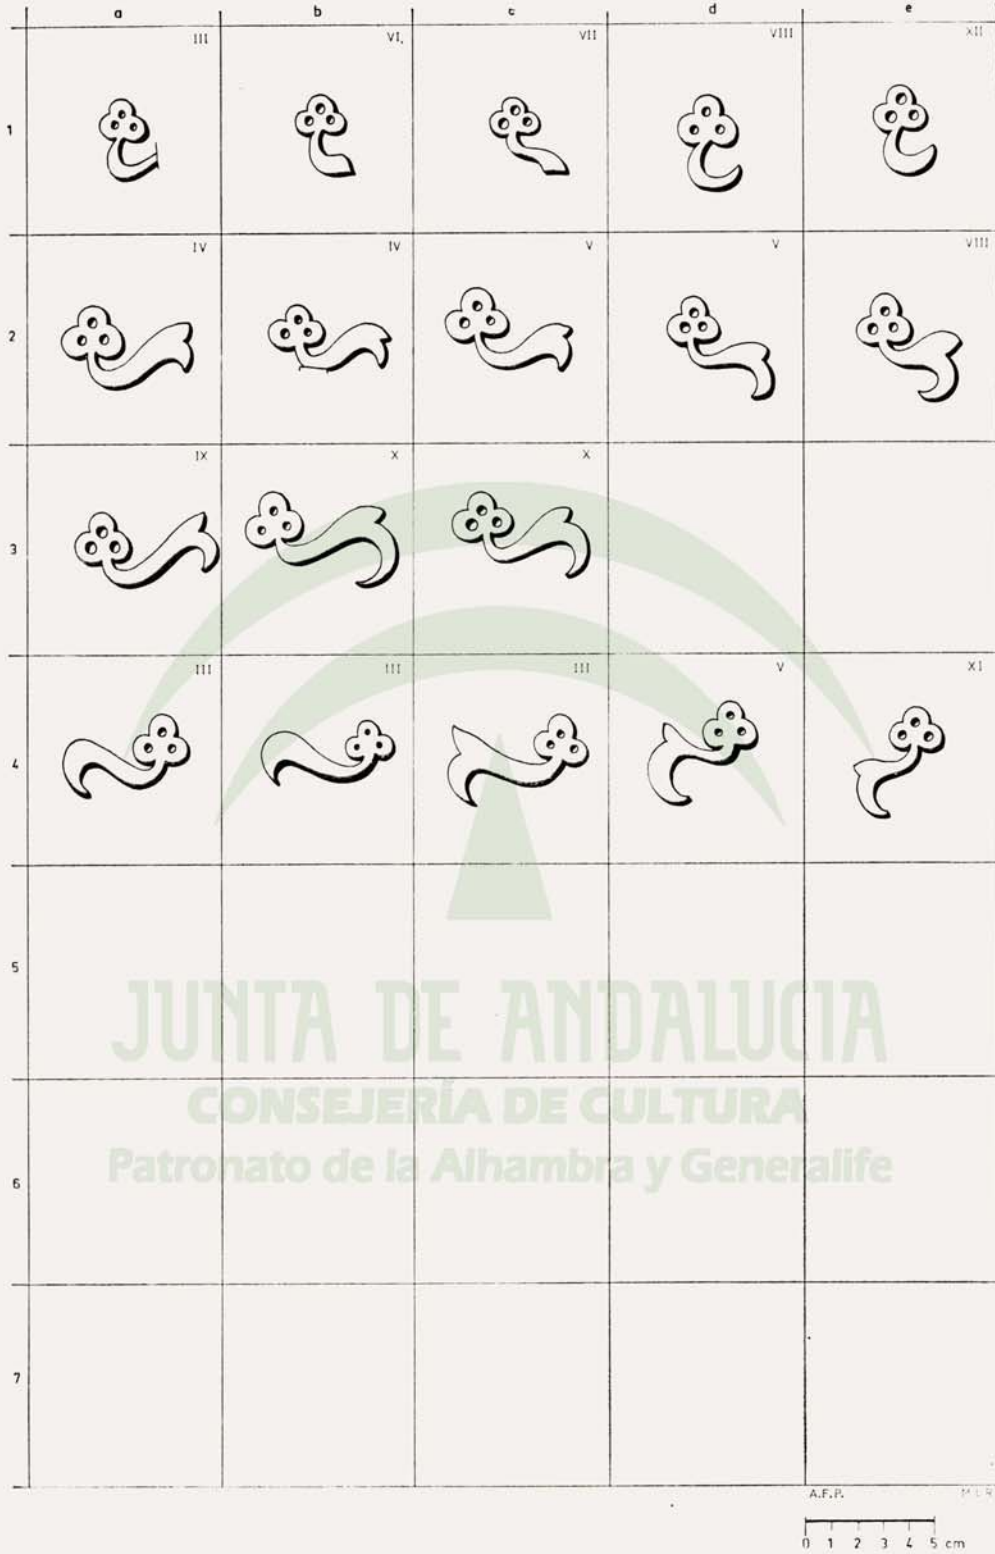 a b c d e
III VI, VII VIII XII
1
IV IV V V VIII
2
IX X X
3
III III III V XI
4
5
JUNTA DE ANDALUCIA
CONSEJERÍA DE CULTURA
Patronato de la Alhambra y Generalife
6
7
A.F.P.
0 1 2 3 4 5 cm